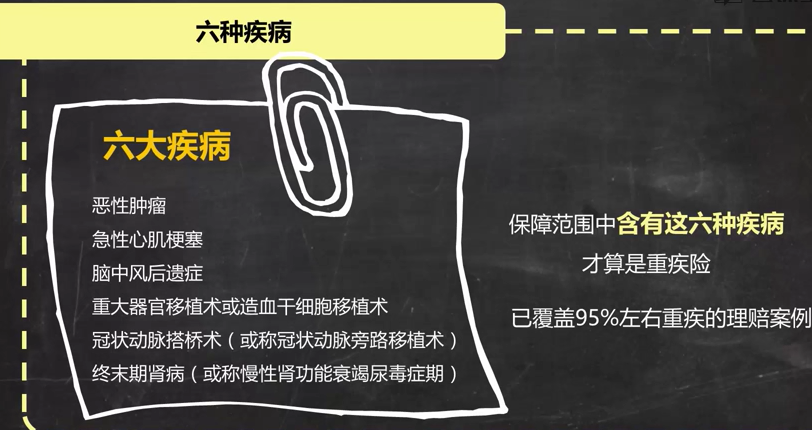 六种疾病
六大疾病
恶性肿瘤
急性心肌梗塞
脑中风后遗症
重大器官移植术或造血干细胞移植术
冠状动脉搭桥术（或称冠状动脉旁路移植术）
终末期肾病（或称慢性肾功能衰竭尿毒症期）
保障范围中含有这六种疾病
才算是重疾险
已覆盖95%左右重疾的理赔案例